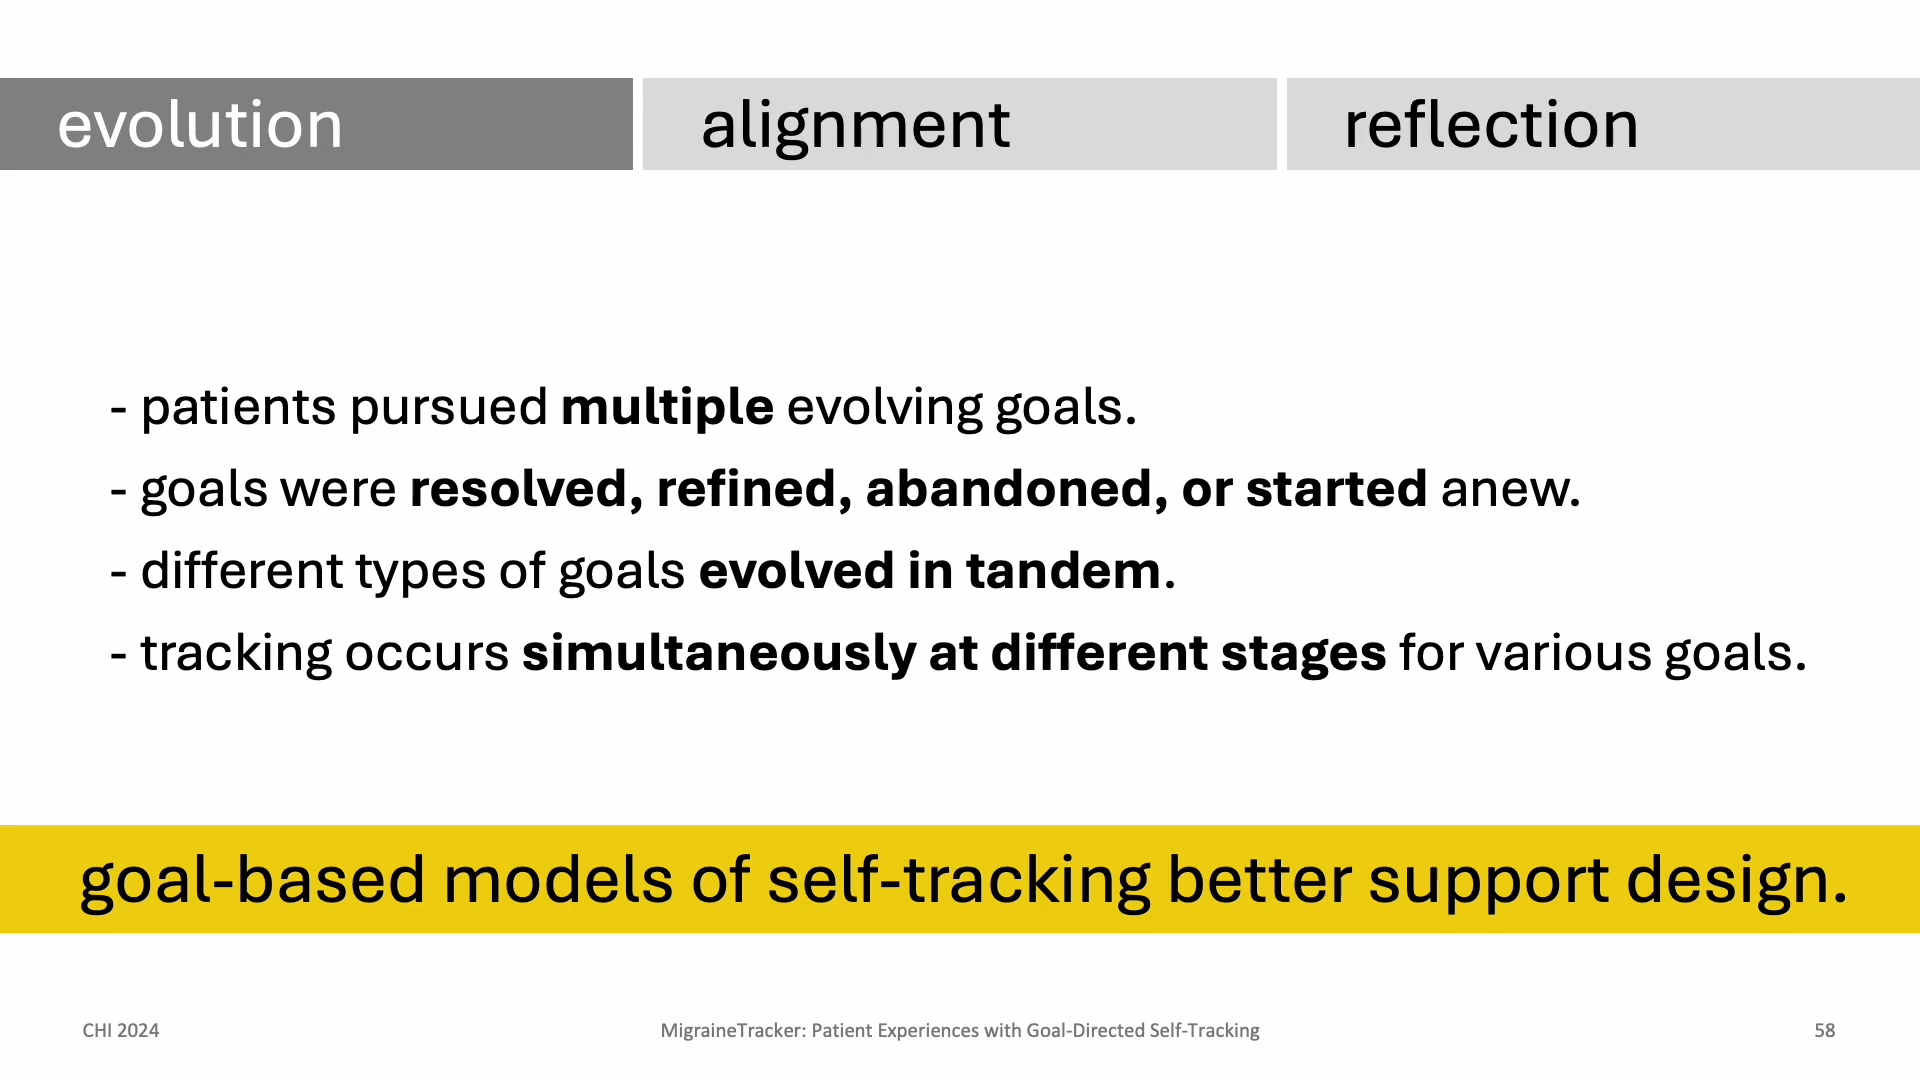 evolution
alignment
reflection
- patients pursued multiple evolving goals.
- goals were resolved, refined, abandoned, or started anew.
- different types of goals evolved in tandem.
- tracking occurs simultaneously at different stages for various goals.
goal-based models of self-tracking better support design.
CHI 2024
MigraineTracker: Patient Experiences with Goal-Directed Self-Tracking
58